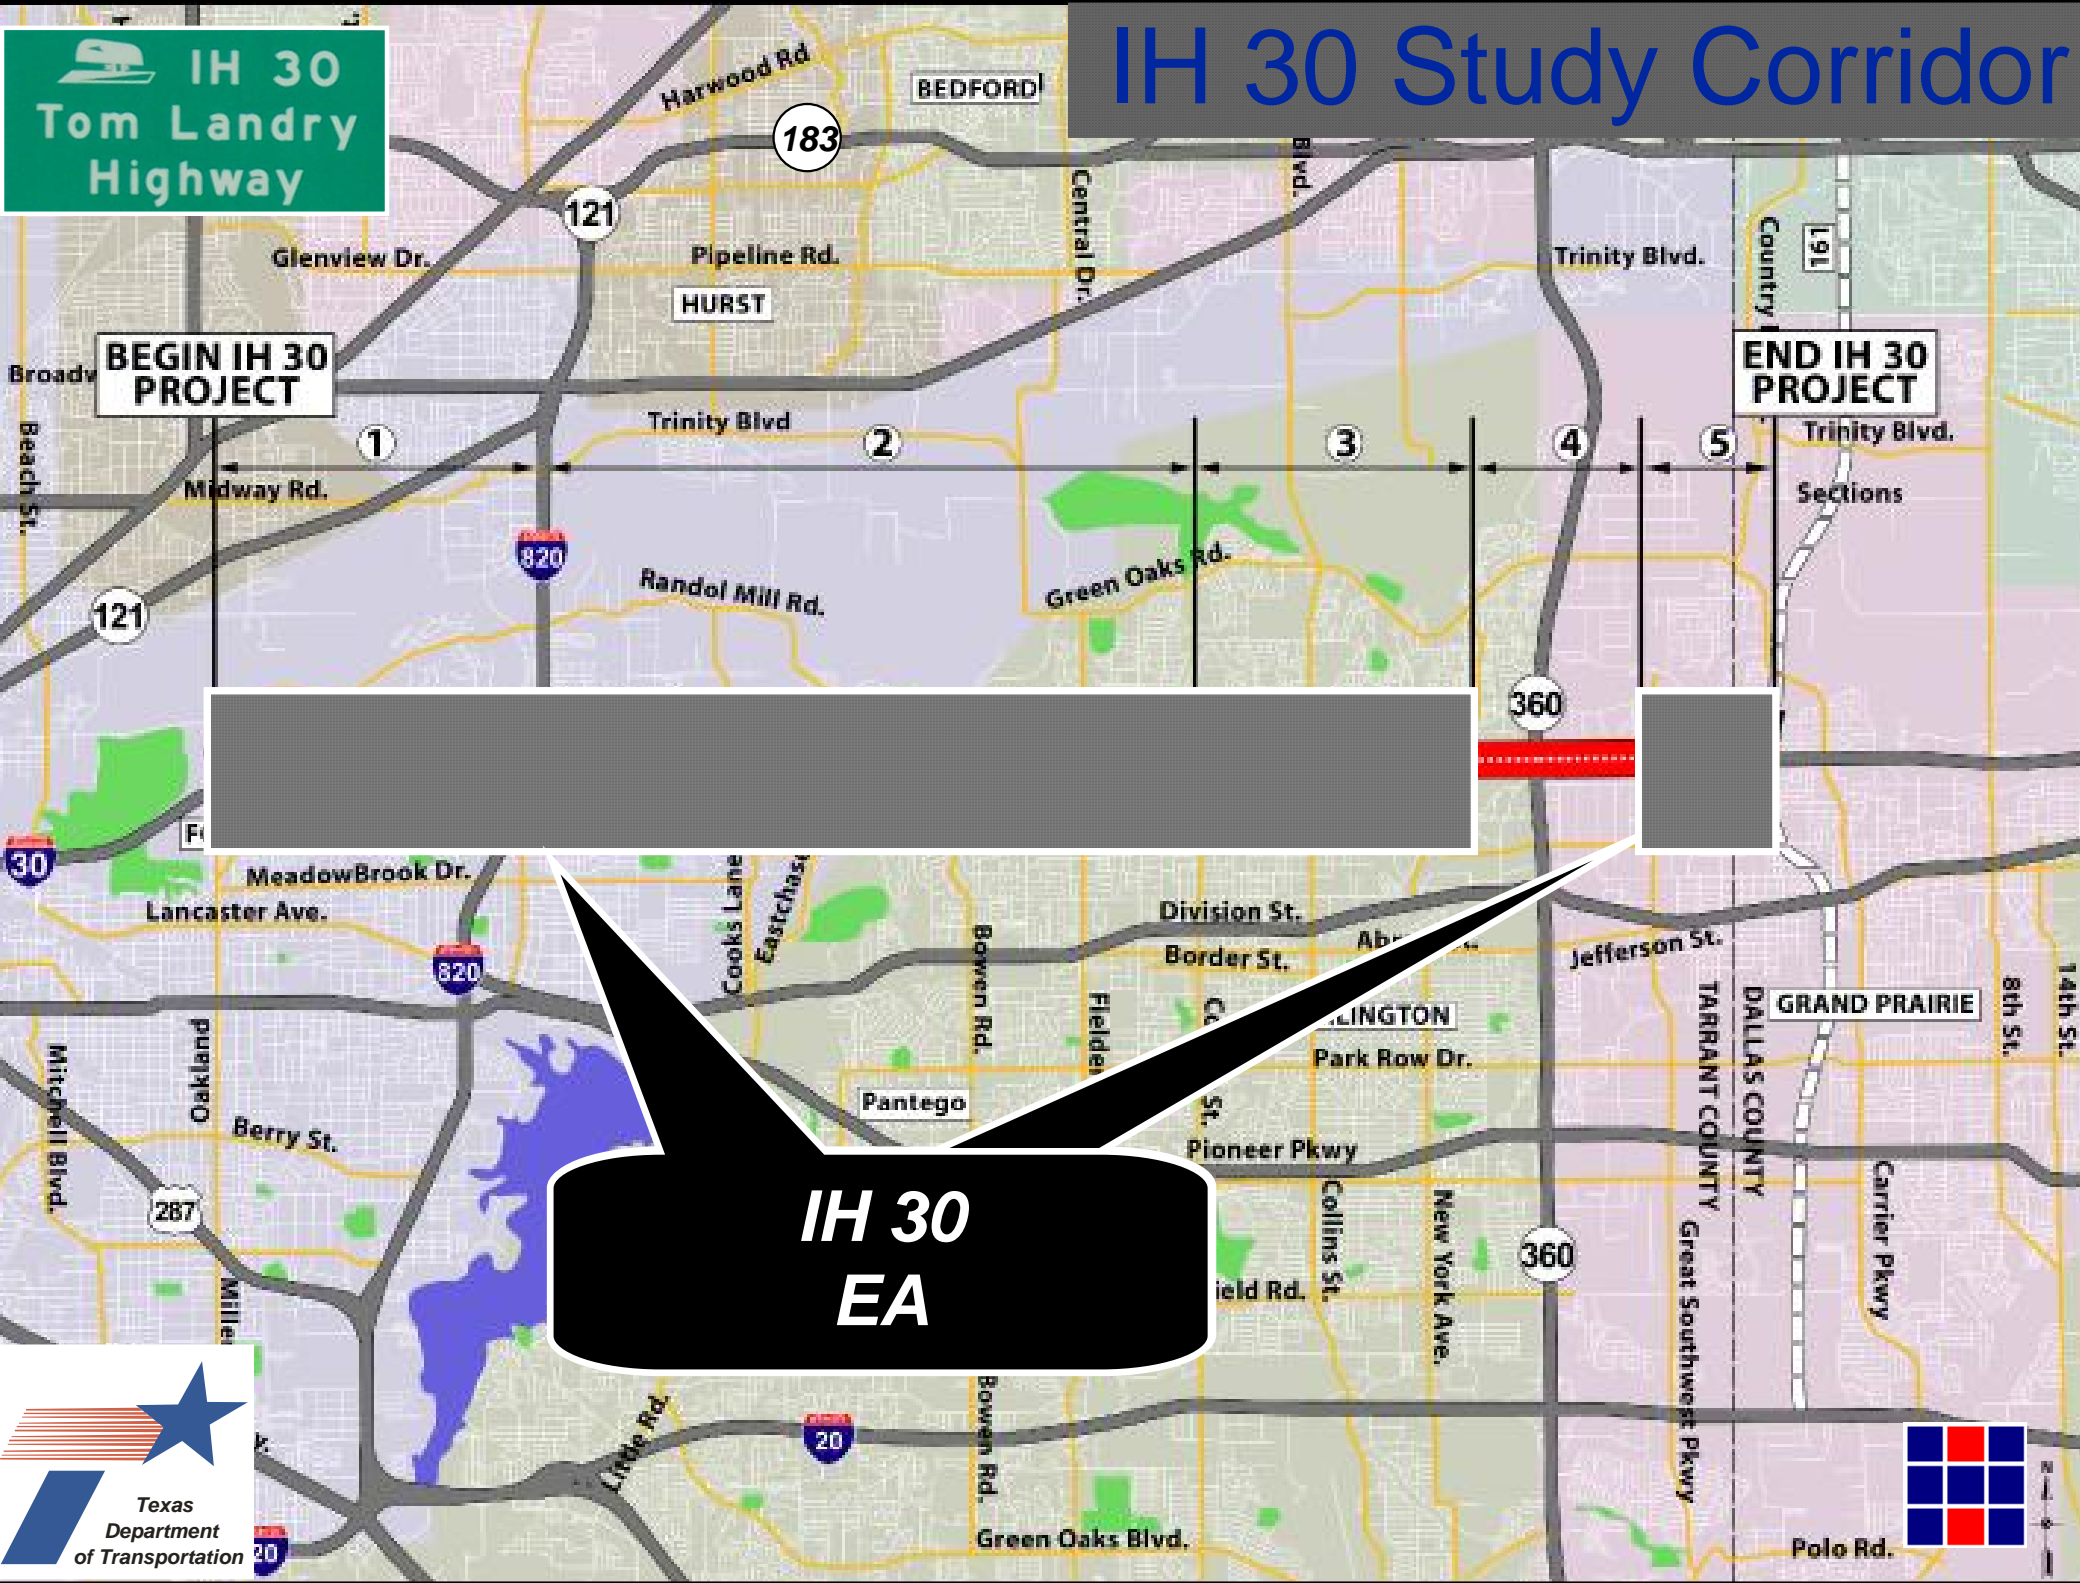 IH 30 Study Corridor
IH 30
Tom Landry
Highway
Harwood Rd
BEDFORD
183
121
Glenview Dr.
Pipeline Rd.
HURST
Central Dr.
Blvd.
Trinity Blvd.
Country
161
BEGIN IH 30
PROJECT
END IH 30
PROJECT
Beach St.
Trinity Blvd
Trinity Blvd.
1
2
3
4
5
Midway Rd.
Sections
820
Randol Mill Rd.
Green Oaks Rd.
121
360
30
MeadowBrook Dr.
Lancaster Ave.
Cooks Lane
Division St.
Border St.
Jefferson St.
820
Bowen Rd.
Oakland
Mitchell Blvd.
Park Row Dr.
TARRANT COUNTY
DALLAS COUNTY
GRAND PRAIRIE
8th St.
14th St.
Pantego
St.
Berry St.
Pioneer Pkwy
287
IH 30
EA
Collins St.
New York Ave.
360
Great Southwest Pkwy
Carrier Pkwy
Little Rd.
20
Bowen Rd.
Green Oaks Blvd.
Polo Rd.
Texas
Department
of Transportation
20
N